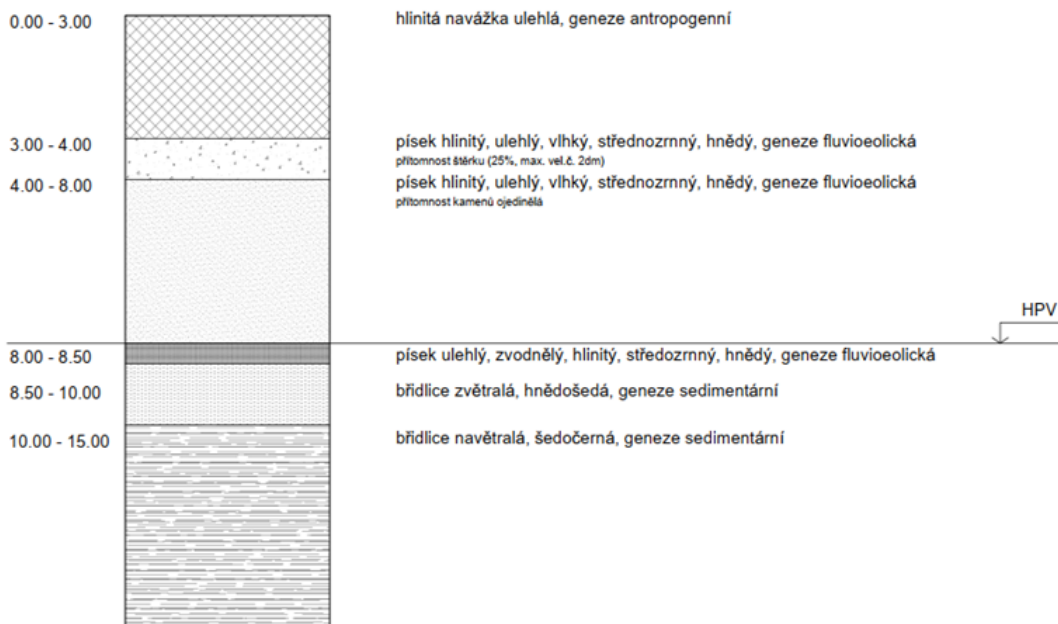 0.00 - 3.00 hlinitá navážka ulehlá, geneze antropogenní
3.00 - 4.00 písek hlinitý, ulehlý, vlhký, střednozrnný, hnědý, geneze fluvioeolická
přítomnost štěrku (25%, max. vel.č. 2dm)
4.00 - 8.00 písek hlinitý, ulehlý, vlhký, střednozrnný, hnědý, geneze fluvioeolická
přítomnost kamenů ojedinělá
HPV
8.00 - 8.50 písek ulehlý, zvodnělý, hlinitý, středozrnný, hnědý, geneze fluvioeolická
8.50 - 10.00 břidlice zvětralá, hnědošedá, geneze sedimentární
10.00 - 15.00 břidlice navětralá, šedočerná, geneze sedimentární